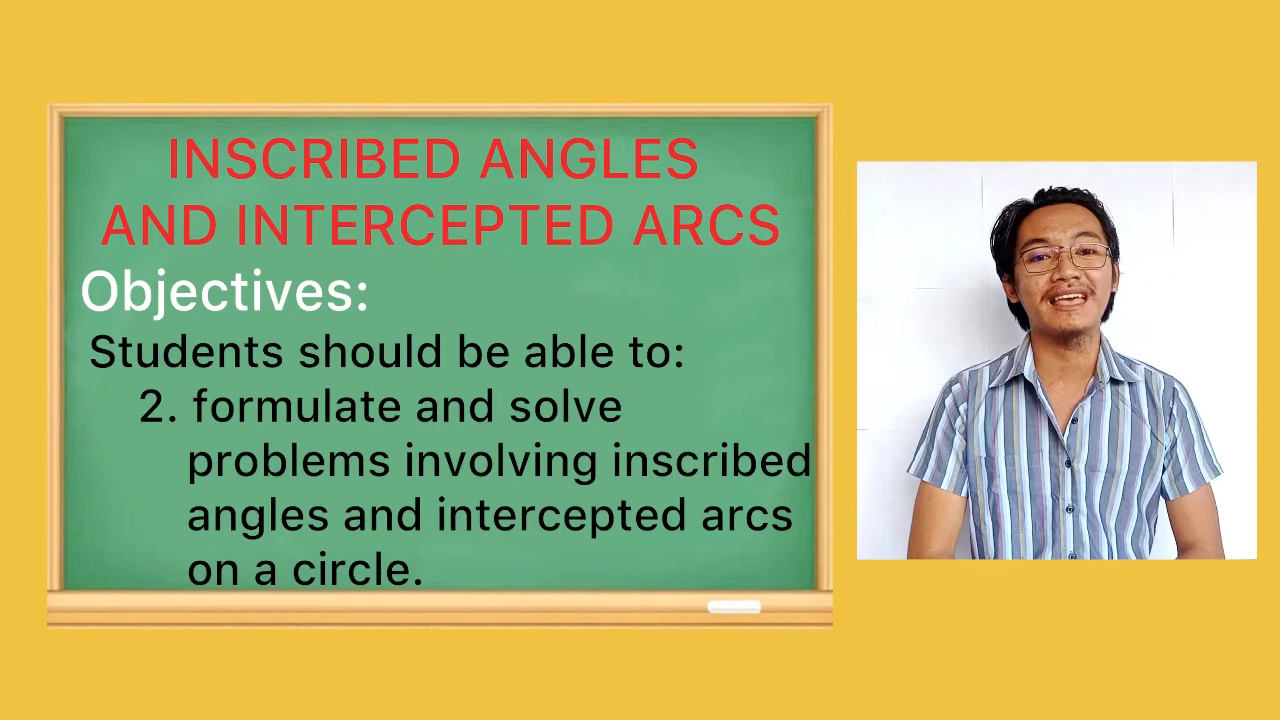 INSCRIBED ANGLES
AND INTERCEPTED ARCS
Objectives:
Students should be able to:
2. formulate and solve
problems involving inscribed
angles and intercepted arcs
on a circle.